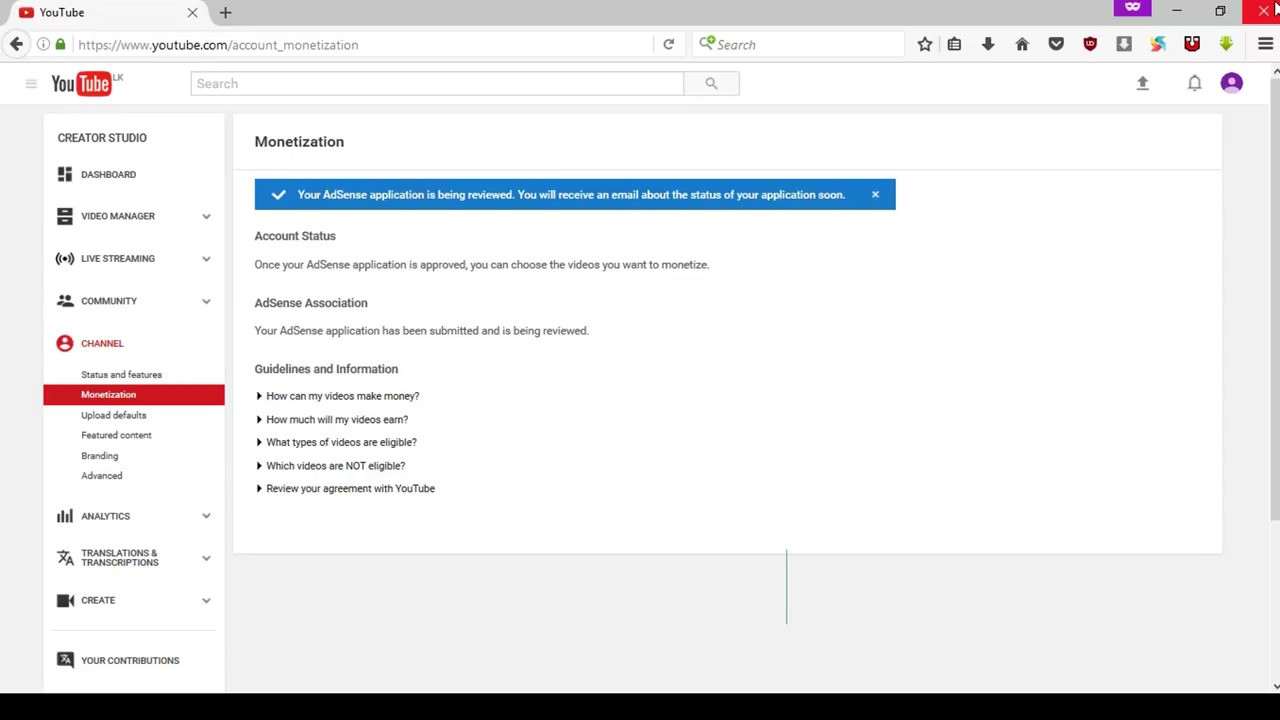 YouTube
https://www.youtube.com/account_monetization
Search
YouTube LK
Search
CREATOR STUDIO
DASHBOARD
VIDEO MANAGER
LIVE STREAMING
COMMUNITY
CHANNEL
Status and features
Monetization
Upload defaults
Featured content
Branding
Advanced
ANALYTICS
TRANSLATIONS &
TRANSCRIPTIONS
CREATE
YOUR CONTRIBUTIONS
Monetization
Your AdSense application is being reviewed. You will receive an email about the status of your application soon.
Account Status
Once your AdSense application is approved, you can choose the videos you want to monetize.
AdSense Association
Your AdSense application has been submitted and is being reviewed.
Guidelines and Information
How can my videos make money?
How much will my videos earn?
What types of videos are eligible?
Which videos are NOT eligible?
Review your agreement with YouTube